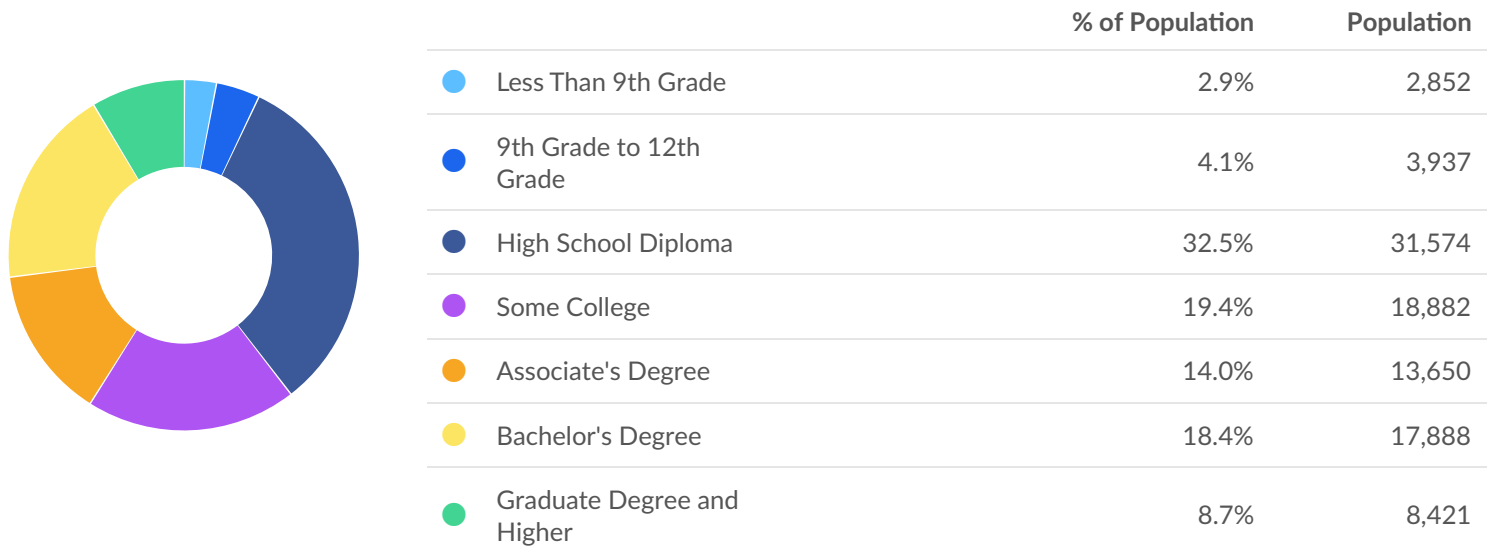 % of Population Population
Less Than 9th Grade 2.9% 2,852
9th Grade to 12th
Grade 4.1% 3,937
High School Diploma 32.5% 31,574
Some College 19.4% 18,882
Associate's Degree 14.0% 13,650
Bachelor's Degree 18.4% 17,888
Graduate Degree and
Higher 8.7% 8,421